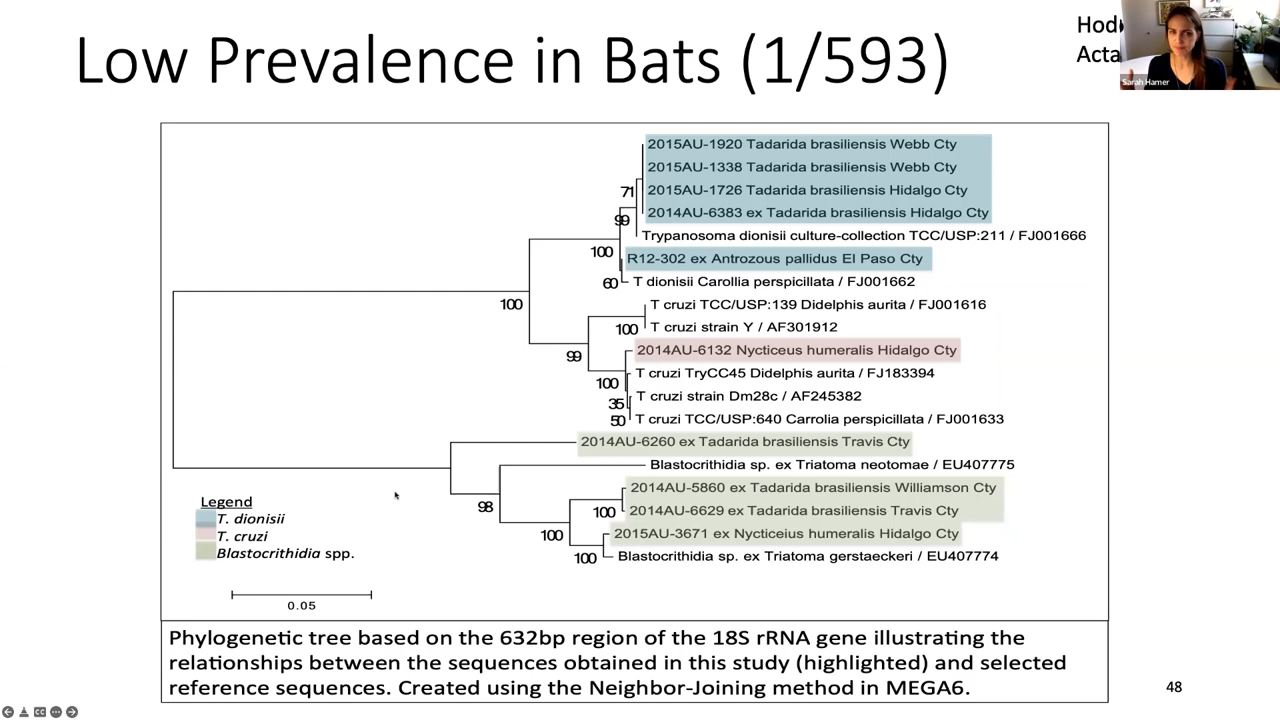 Low Prevalence in Bats (1/593)
Acta
Sarah Hamer
2015AU-1920 Tadarida brasiliensis Webb Cty
2015AU-1338 Tadarida brasiliensis Webb Cty
71
2015AU-1726 Tadarida brasiliensis Hidalgo Cty
99
2014AU-6383 ex Tadarida brasiliensis Hidalgo Cty
Trypanosoma dionisii culture-collection TCC/USP:211 / FJ001666
100
R12-302 ex Antrozous pallidus El Paso Cty
60
T dionisii Carollia perspicillata / FJ001662
100
T cruzi TCC/USP:139 Didelphis aurita / FJ001616
100
T cruzi strain Y / AF301912
99
2014AU-6132 Nycticeus humeralis Hidalgo Cty
100
T cruzi TryCC45 Didelphis aurita / FJ183394
35
T cruzi strain Dm28c / AF245382
50
T cruzi TCC/USP:640 Carrolia perspicillata / FJ001633
2014AU-6260 ex Tadarida brasiliensis Travis Cty
Blastocrithidia sp. ex Triatoma neotomae / EU407775
98
2014AU-5860 ex Tadarida brasiliensis Williamson Cty
100
2014AU-6629 ex Tadarida brasiliensis Travis Cty
100
2015AU-3671 ex Nycticeius humeralis Hidalgo Cty
100
Blastocrithidia sp. ex Triatoma gerstaeckeri / EU407774
Legend
T. dionisii
T. cruzi
Blastocrithidia spp.
0.05
Phylogenetic tree based on the 632bp region of the 18S rRNA gene illustrating the
relationships between the sequences obtained in this study (highlighted) and selected
reference sequences. Created using the Neighbor-Joining method in MEGA6.
48